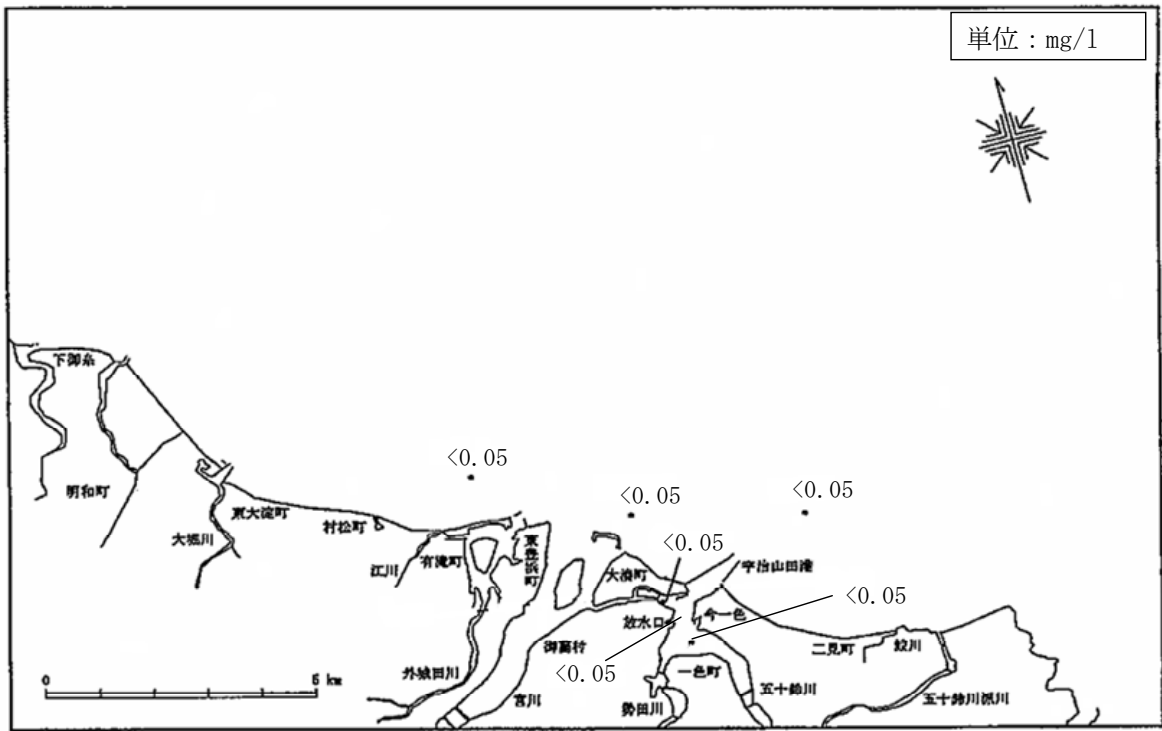 単位：mg/l
下御糸
<0.05
明和町
<0.05
<0.05
東大淀町
村松町
大堀川
<0.05
東豊浜町
江川
有滝町
大湊町
宇治山田港
<0.05
今一色
放水口
御薗村
二見町
鮫川
外城田川
<0.05
一色町
0
6 km
宮川
勢田川
五十鈴川
五十鈴川派川